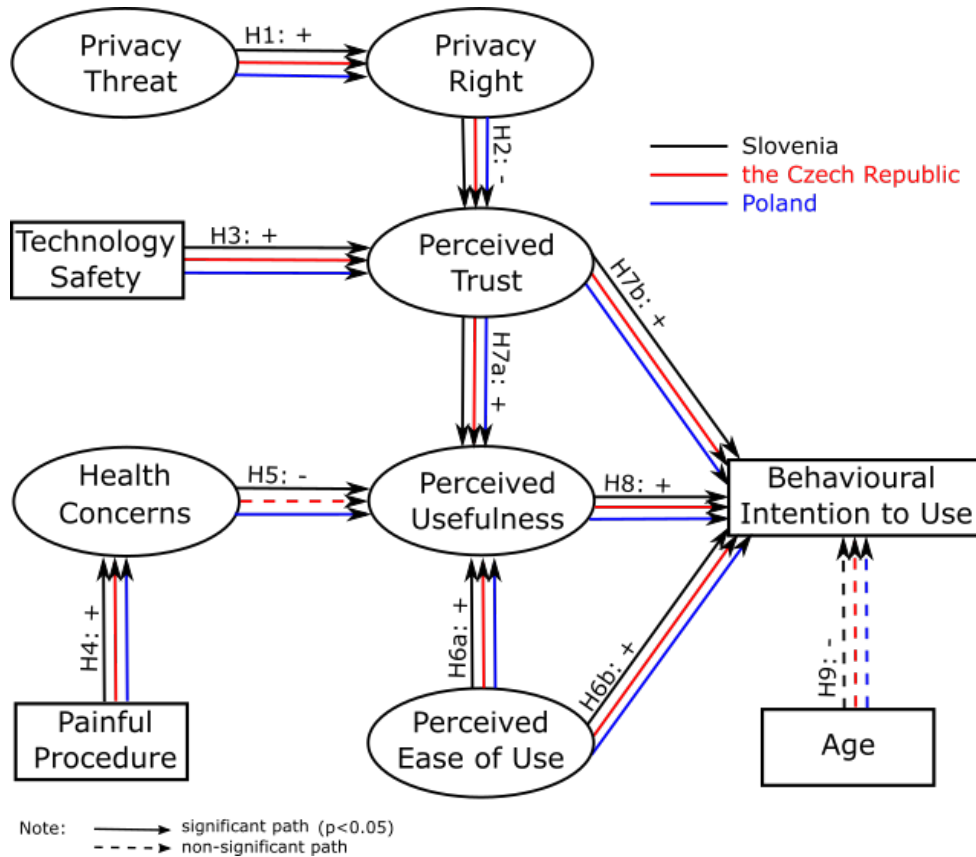 Privacy
Threat
H1: +
Privacy
Right
H2: -
Slovenia
the Czech Republic
Poland
Technology
Safety
H3: +
Perceived
Trust
H7b: +
H7a: +
Health
Concerns
H5: -
Perceived
Usefulness
H8: +
Behavioural
Intention to Use
H4: +
H6a: +
H6b: +
H9: -
Painful
Procedure
Perceived
Ease of Use
Age
Note:
significant path (p<0.05)
non-significant path